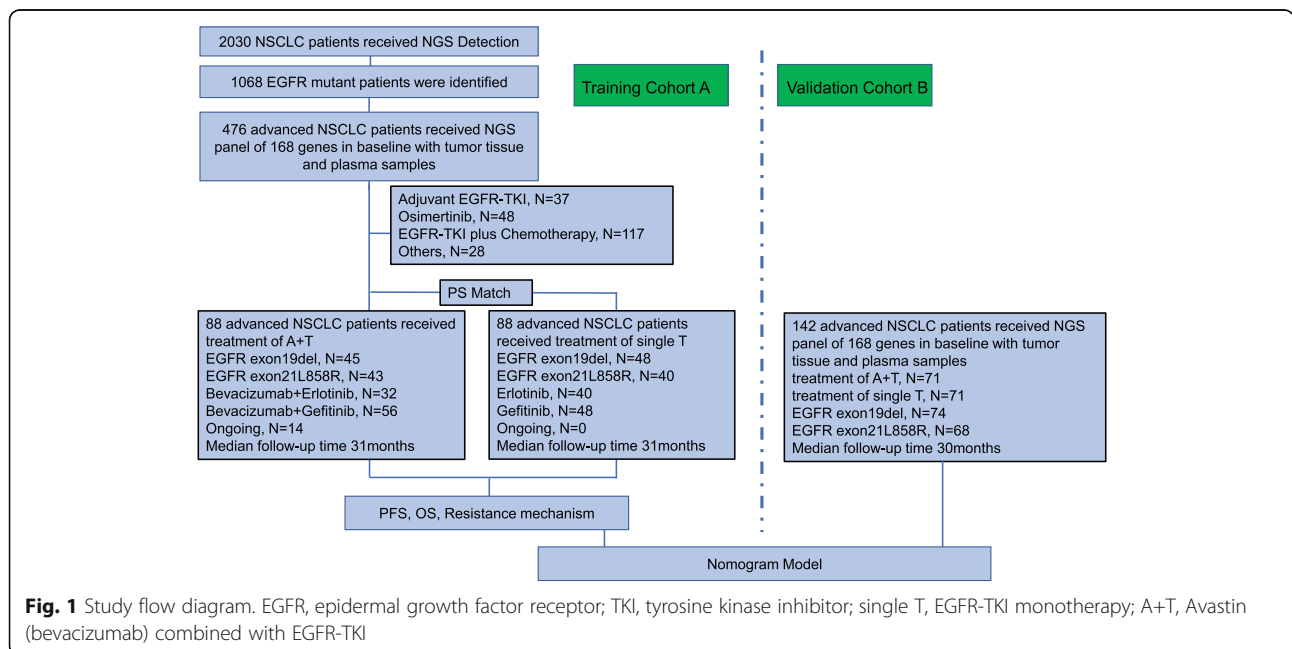 2030 NSCLC patients received NGS Detection
1068 EGFR mutant patients were identified
Training Cohort A
Validation Cohort B
476 advanced NSCLC patients received NGS
panel of 168 genes in baseline with tumor tissue
and plasma samples
Adjuvant EGFR-TKI, N=37
Osimertinib, N=48
EGFR-TKI plus Chemotherapy, N=117
Others, N=28
PS Match
88 advanced NSCLC patients received
treatment of A+T
EGFR exon19del, N=45
EGFR exon21L858R, N=43
Bevacizumab+Erlotinib, N=32
Bevacizumab+Gefitinib, N=56
Ongoing, N=14
Median follow-up time 31months
88 advanced NSCLC patients
received treatment of single T
EGFR exon19del, N=48
EGFR exon21L858R, N=40
Erlotinib, N=40
Gefitinib, N=48
Ongoing, N=0
Median follow-up time 31months
142 advanced NSCLC patients received NGS
panel of 168 genes in baseline with tumor
tissue and plasma samples
treatment of A+T, N=71
treatment of single T, N=71
EGFR exon19del, N=74
EGFR exon21L858R, N=68
Median follow-up time 30months
PFS, OS, Resistance mechanism
Nomogram Model
Fig. 1 Study flow diagram. EGFR, epidermal growth factor receptor; TKI, tyrosine kinase inhibitor; single T, EGFR-TKI monotherapy; A+T, Avastin
(bevacizumab) combined with EGFR-TKI